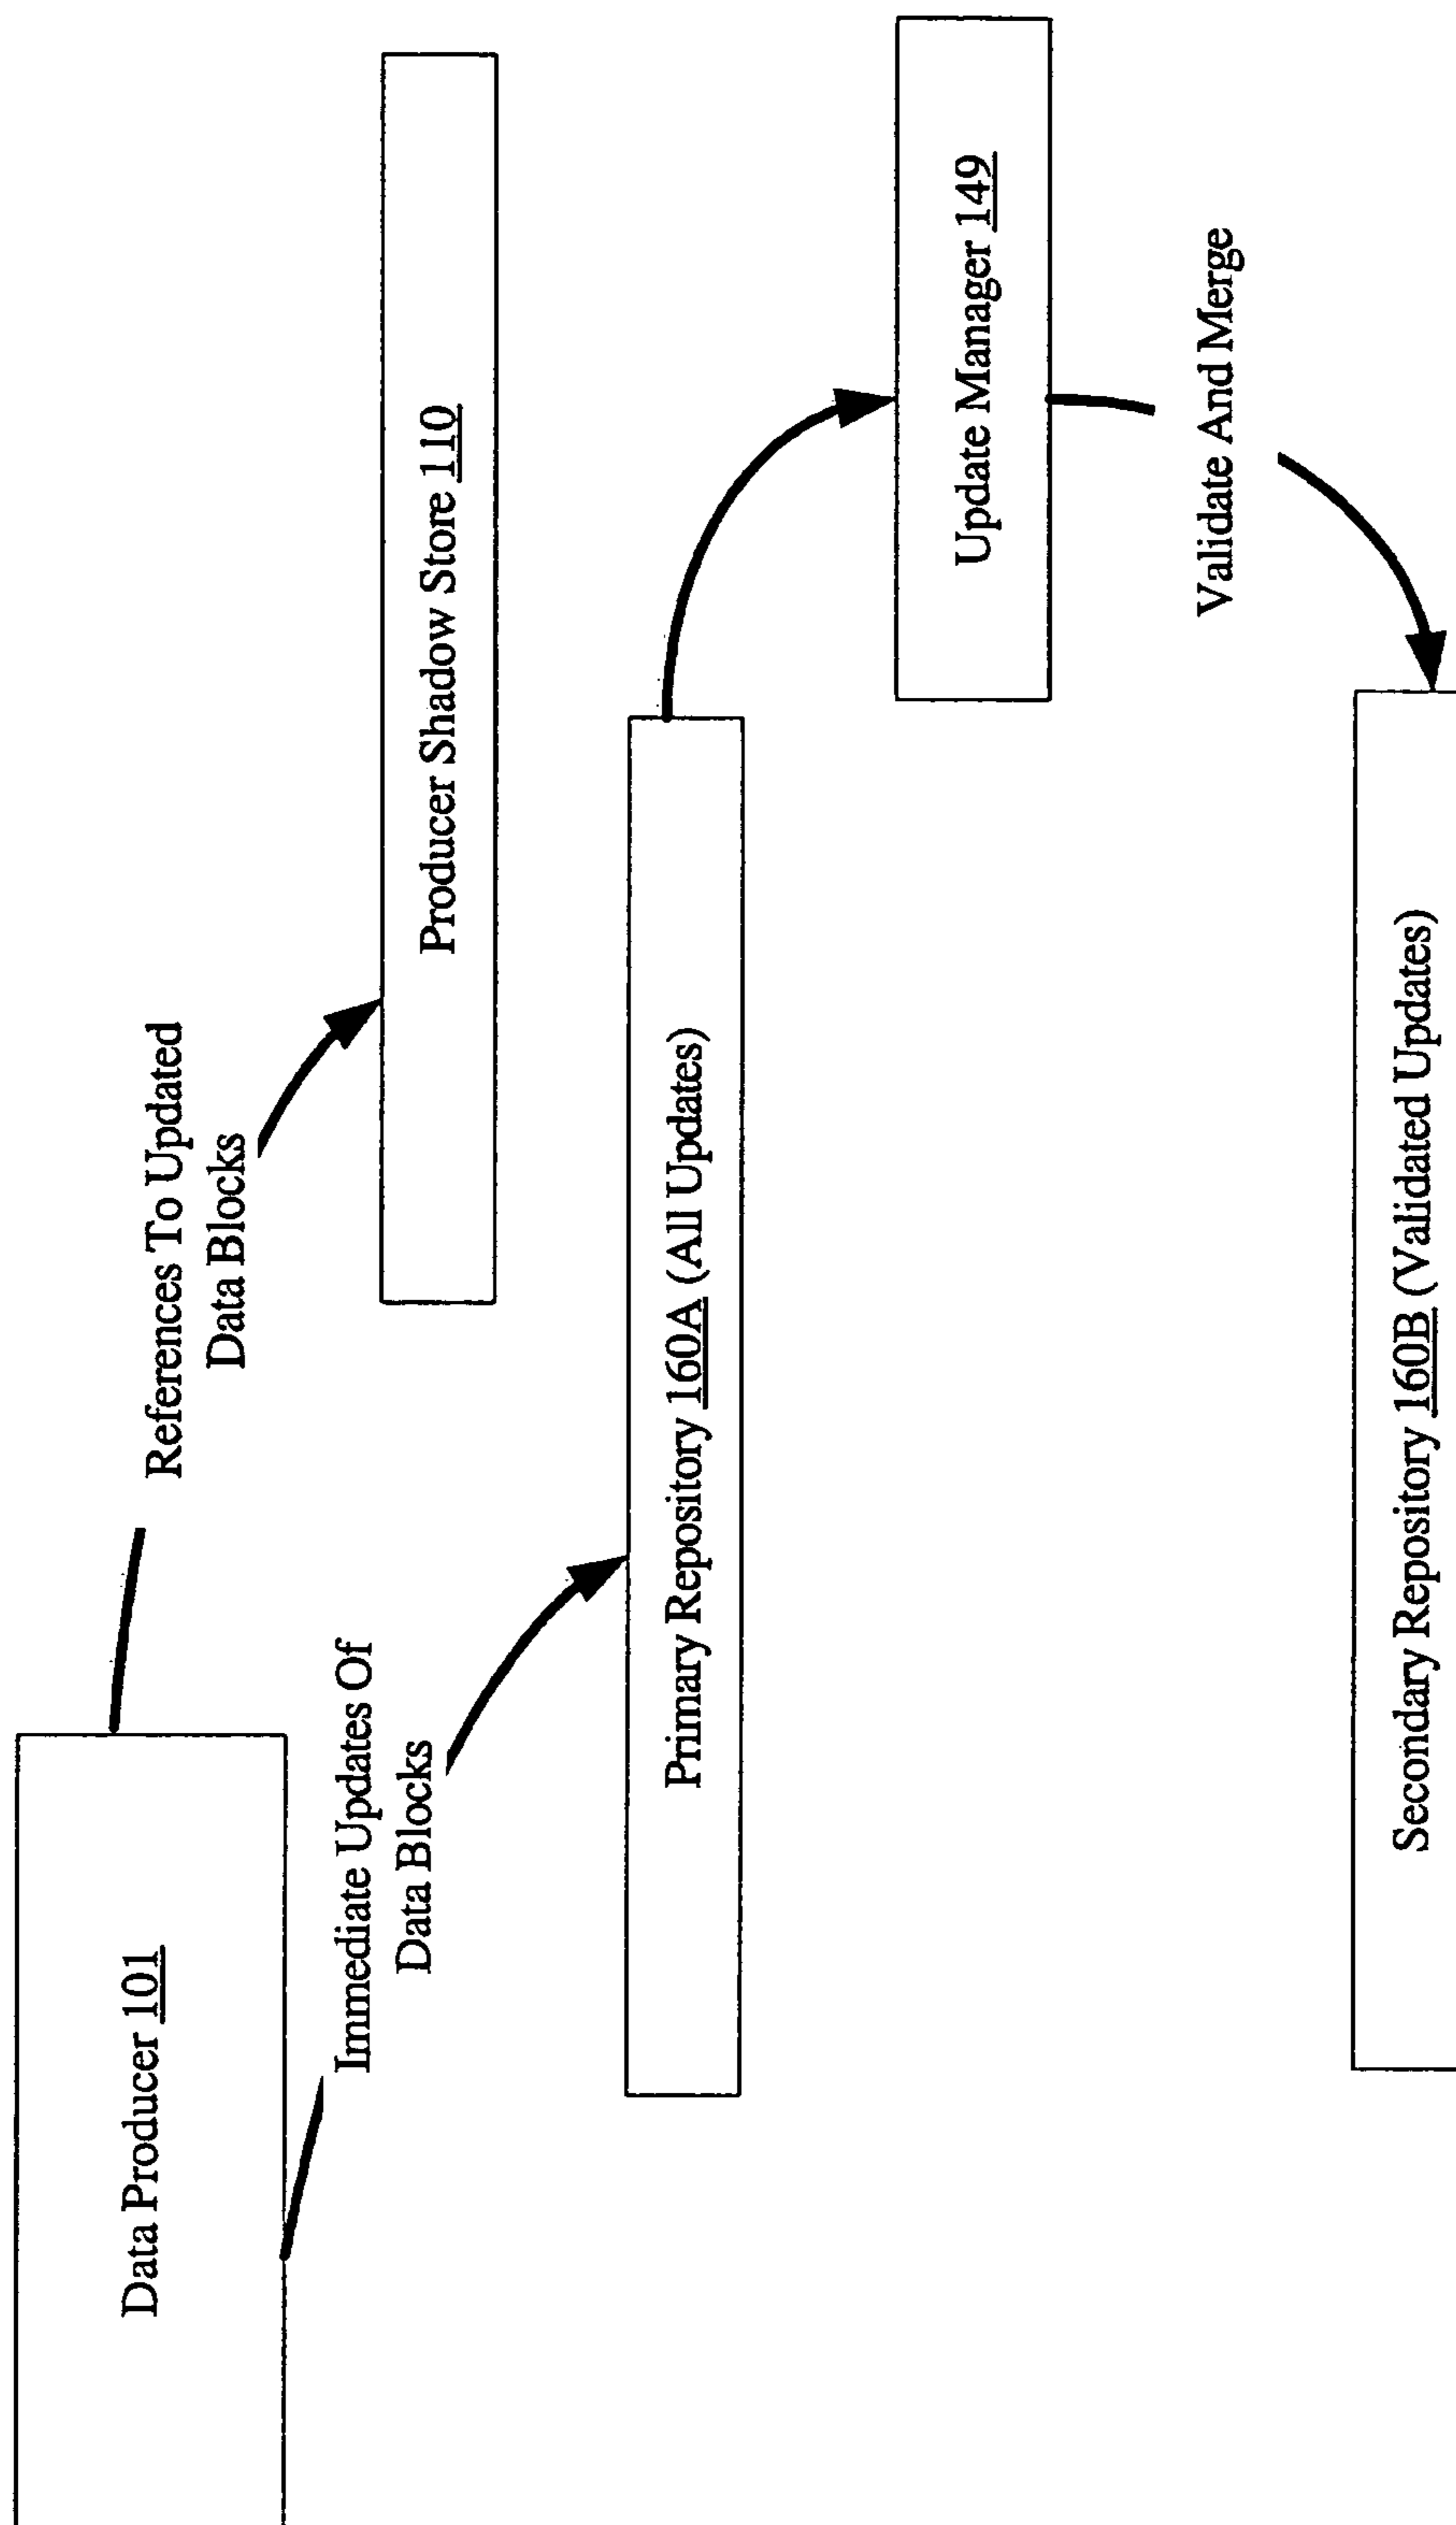 Data Producer 101
References To Updated
Data Blocks
Immediate Updates Of
Data Blocks
Producer Shadow Store 110
Primary Repository 160A (All Updates)
Update Manager 149
Validate And Merge
Secondary Repository 160B (Validated Updates)